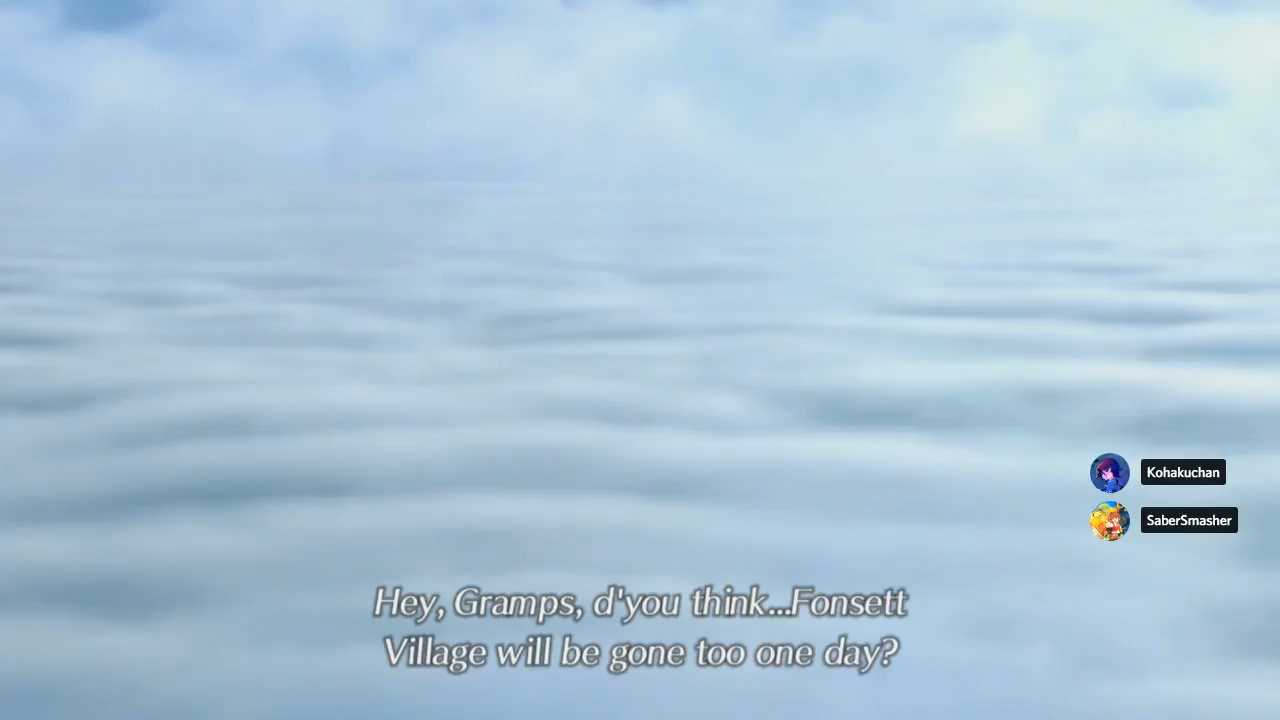 Kohakuchan
SaberSmasher
Hey, Gramps, d'you think...Fonsett
Village will be gone too one day?